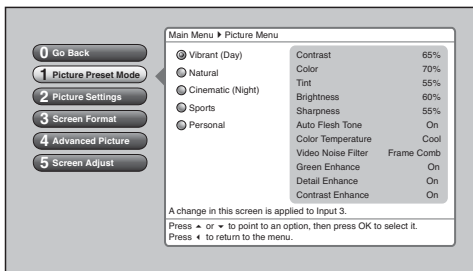 Main Menu ▶ Picture Menu
0 Go Back
1 Picture Preset Mode
2 Picture Settings
3 Screen Format
4 Advanced Picture
5 Screen Adjust
Vibrant (Day)
Natural
Cinematic (Night)
Sports
Personal
Contrast 65%
Color 70%
Tint 55%
Brightness 60%
Sharpness 55%
Auto Flesh Tone On
Color Temperature Cool
Video Noise Filter Frame Comb
Green Enhance On
Detail Enhance On
Contrast Enhance On
A change in this screen is applied to Input 3.
Press ▲ or ▼ to point to an option, then press OK to select it.
Press ◀ to return to the menu.